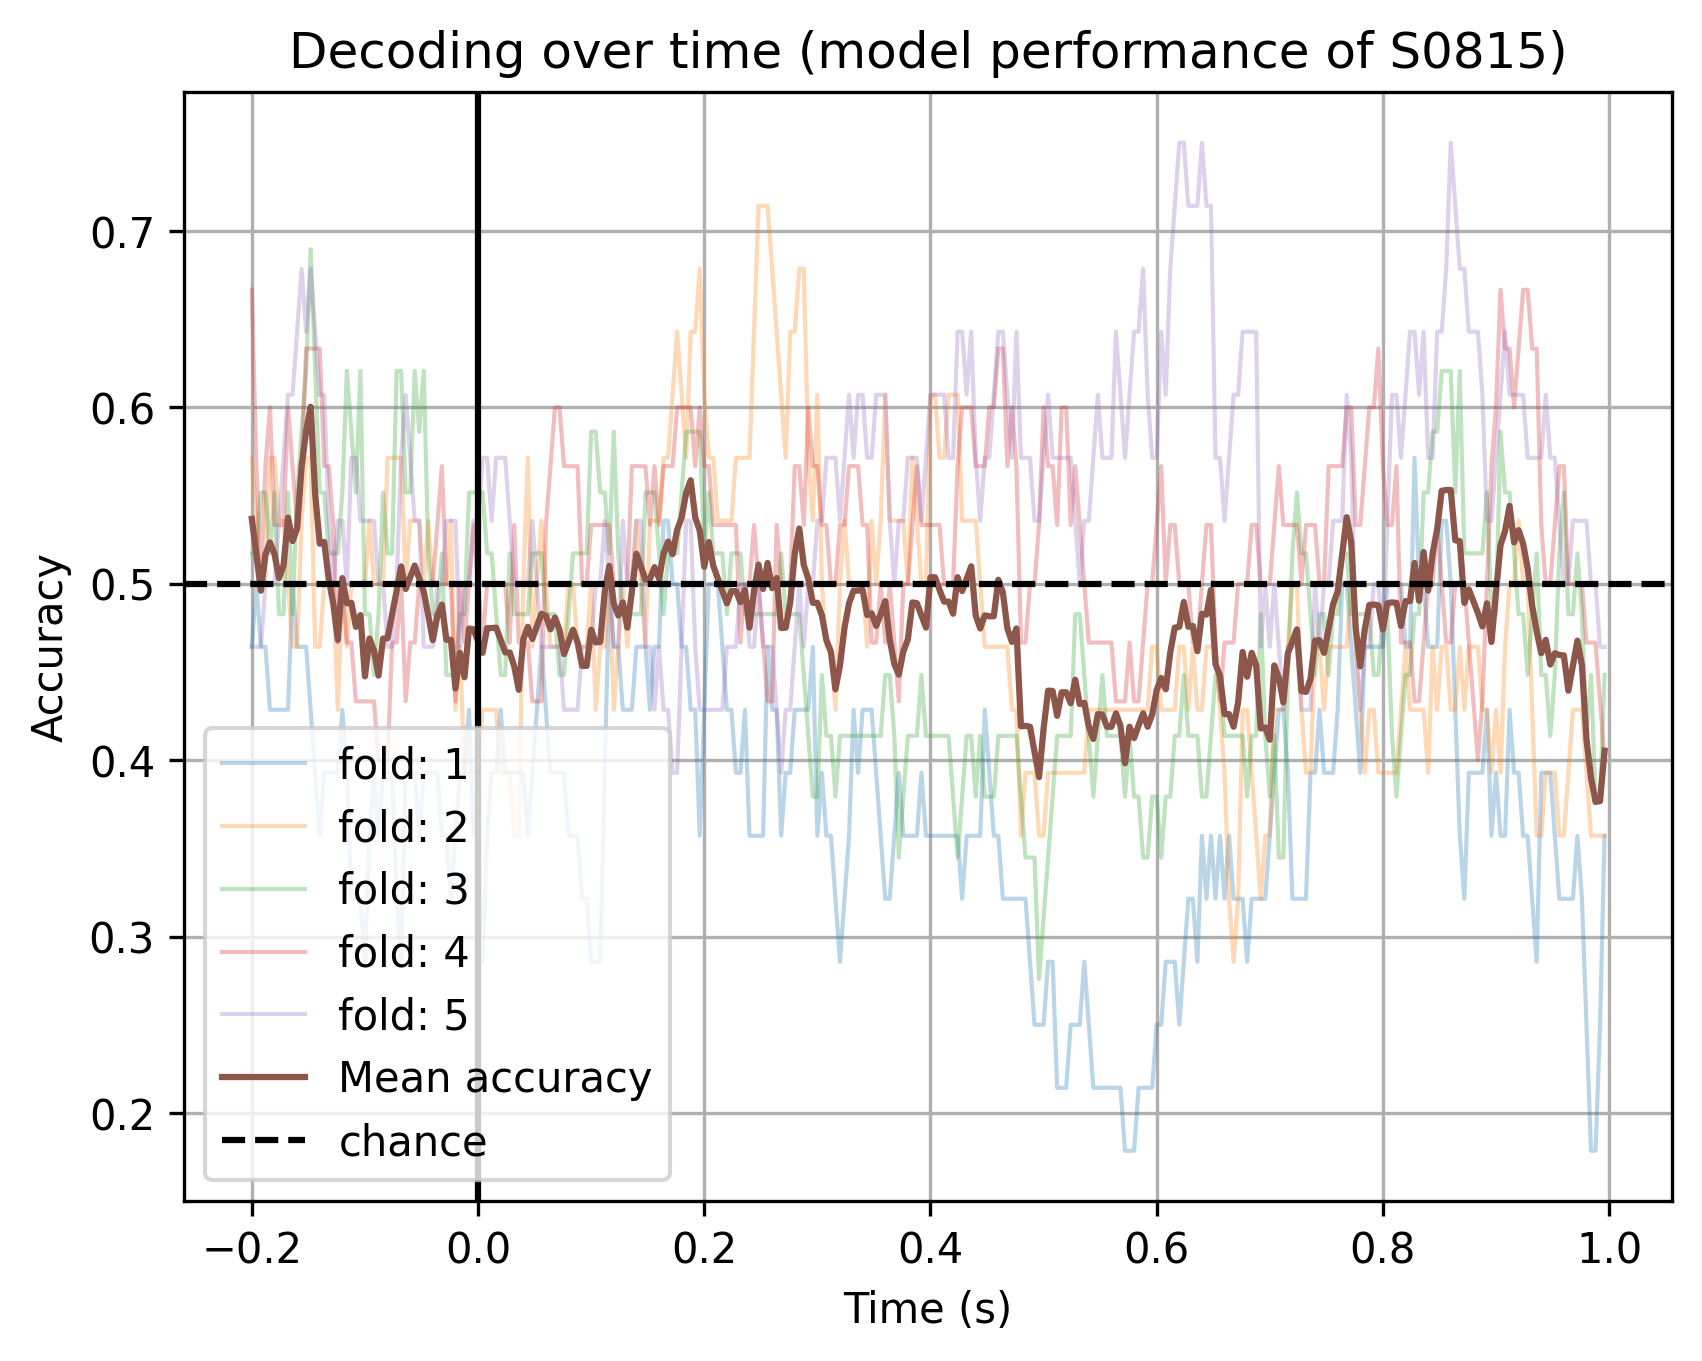 Decoding over time (model performance of S0815)
Accuracy
0.7
0.6
0.5
0.4
0.3
0.2
fold: 1
fold: 2
fold: 3
fold: 4
fold: 5
Mean accuracy
chance
−0.2 0.0 0.2 0.4 0.6 0.8 1.0
Time (s)